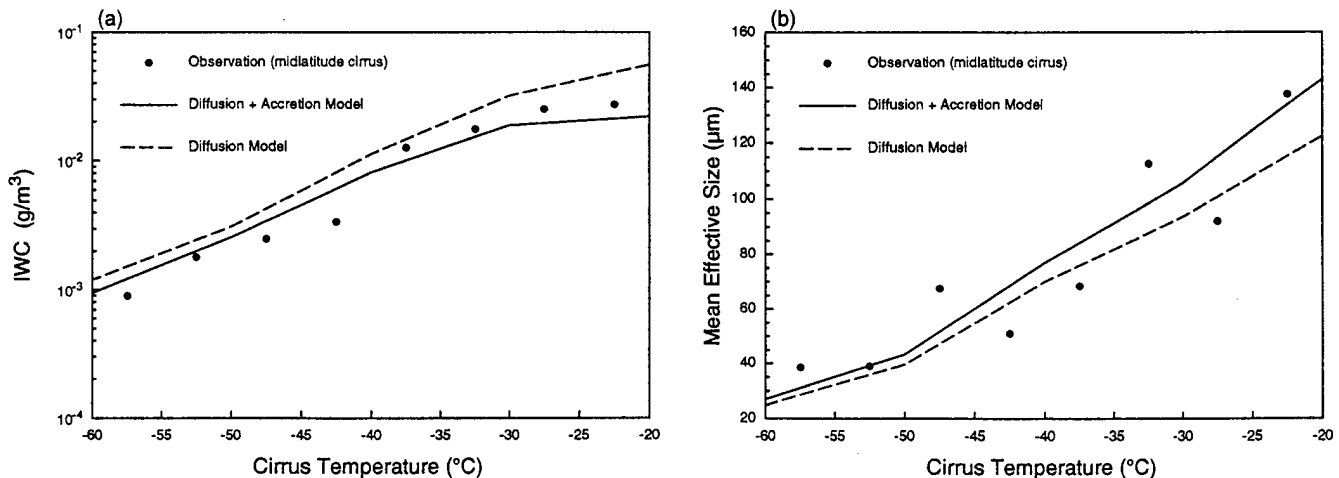 (a)
10⁻¹
10⁻²
10⁻³
10⁻⁴
IWC (g/m³)
Observation (midlatitude cirrus)
Diffusion + Accretion Model
Diffusion Model
-60 -55 -50 -45 -40 -35 -30 -25 -20
Cirrus Temperature (°C)
(b)
160
140
120
100
80
60
40
20
Mean Effective Size (μm)
Observation (midlatitude cirrus)
Diffusion + Accretion Model
Diffusion Model
-60 -55 -50 -45 -40 -35 -30 -25 -20
Cirrus Temperature (°C)